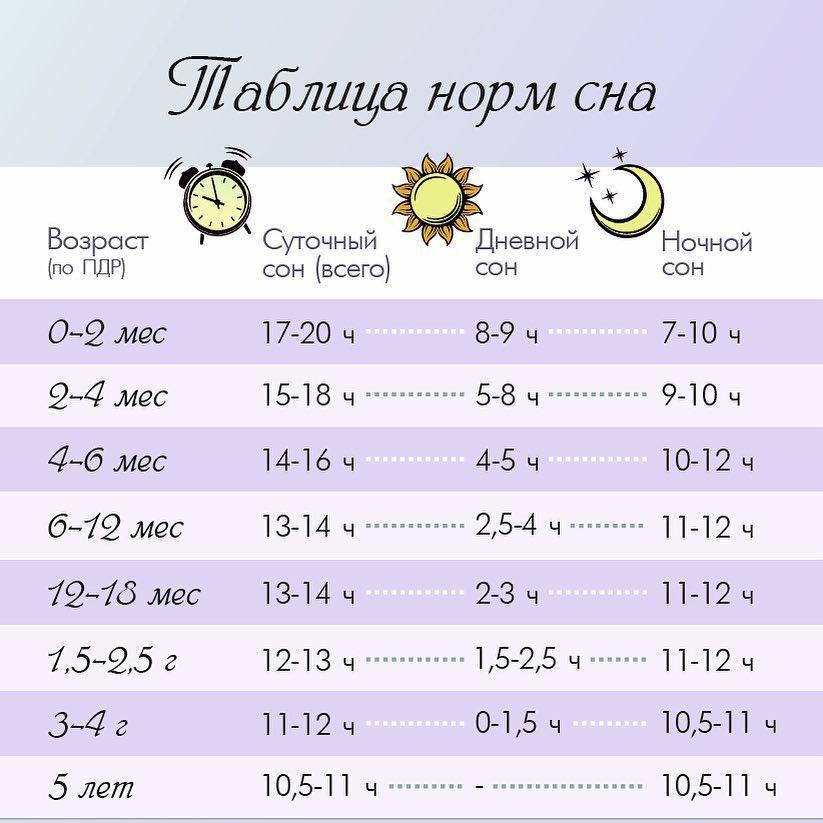 Таблица норм сна
Возраст Суточный Дневной Ночной
(по ПДР) сон (всего) сон сон
0-2 мес 17-20 ч 8-9 ч 7-10 ч
2-4 мес 15-18 ч 5-8 ч 9-10 ч
4-6 мес 14-16 ч 4-5 ч 10-12 ч
6-12 мес 13-14 ч 2,5-4 ч 11-12 ч
12-18 мес 13-14 ч 2-3 ч 11-12 ч
1,5-2,5 г 12-13 ч 1,5-2,5 ч 11-12 ч
3-4 г 11-12 ч 0-1,5 ч 10,5-11 ч
5 лет 10,5-11 ч - 10,5-11 ч